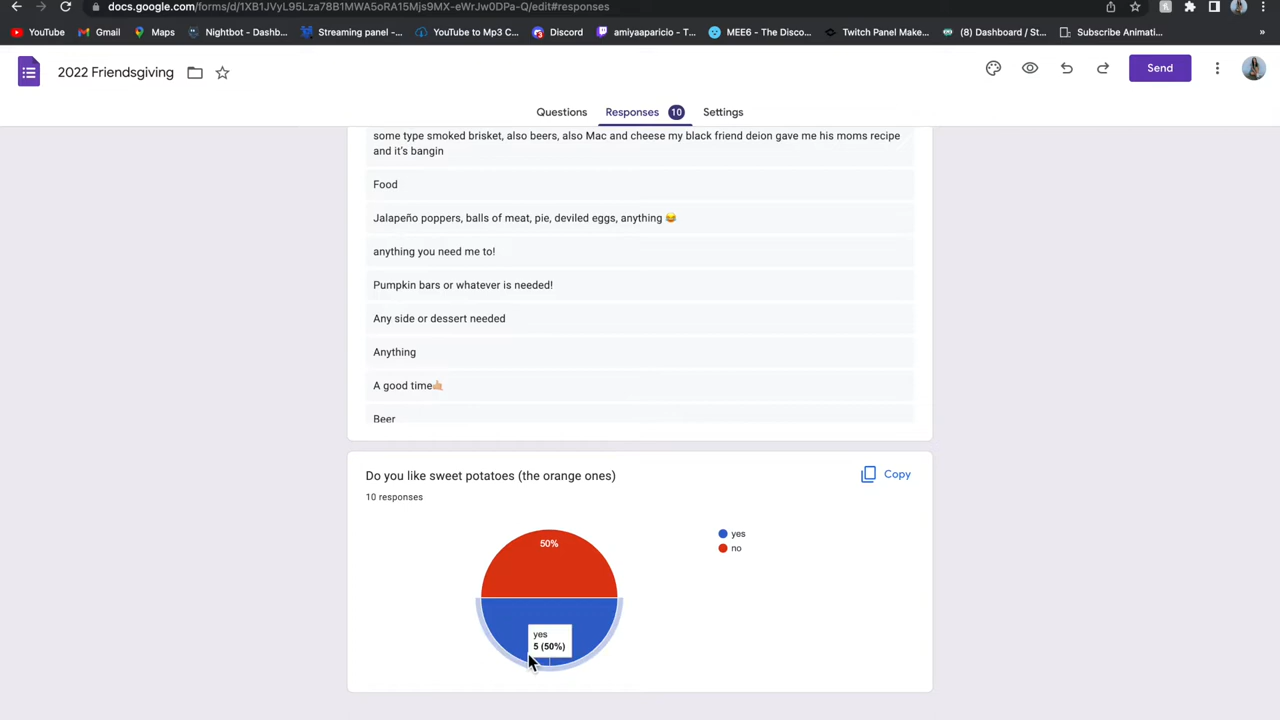 docs.google.com/forms/d/1XB1JVyL95Lza78B1MWA5oRA15Mjs9MX-eWrJw0DPa-Q/edit#responses
YouTube Gmail Maps Nightbot - Dashb... Streaming panel -... YouTube to Mp3 C... Discord amiyaaparicio - T... MEE6 - The Disco... Twitch Panel Make... (8) Dashboard / St... Subscribe Animati... »
2022 Friendsgiving
Send
Questions Responses 10 Settings
some type smoked brisket, also beers, also Mac and cheese my black friend deion gave me his moms recipe
and it's bangin
Food
Jalapeño poppers, balls of meat, pie, deviled eggs, anything 😂
anything you need me to!
Pumpkin bars or whatever is needed!
Any side or dessert needed
Anything
A good time🤙🏼
Beer
Do you like sweet potatoes (the orange ones)
Copy
10 responses
yes
no
50%
yes
5 (50%)